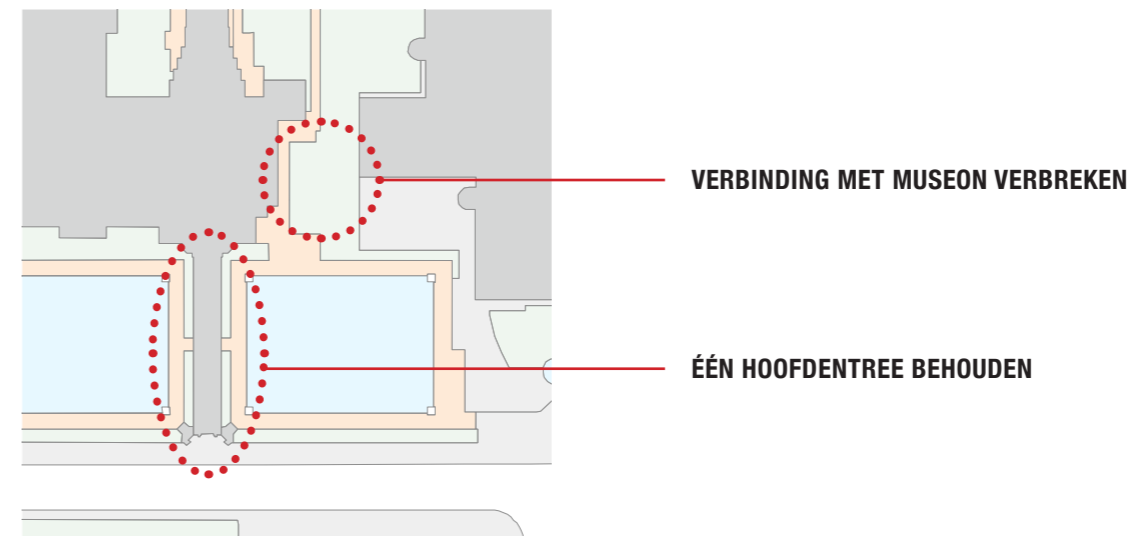 VERBINDING MET MUSEON VERBREKEN
ÉÉN HOOFDENTREE BEHOUDEN